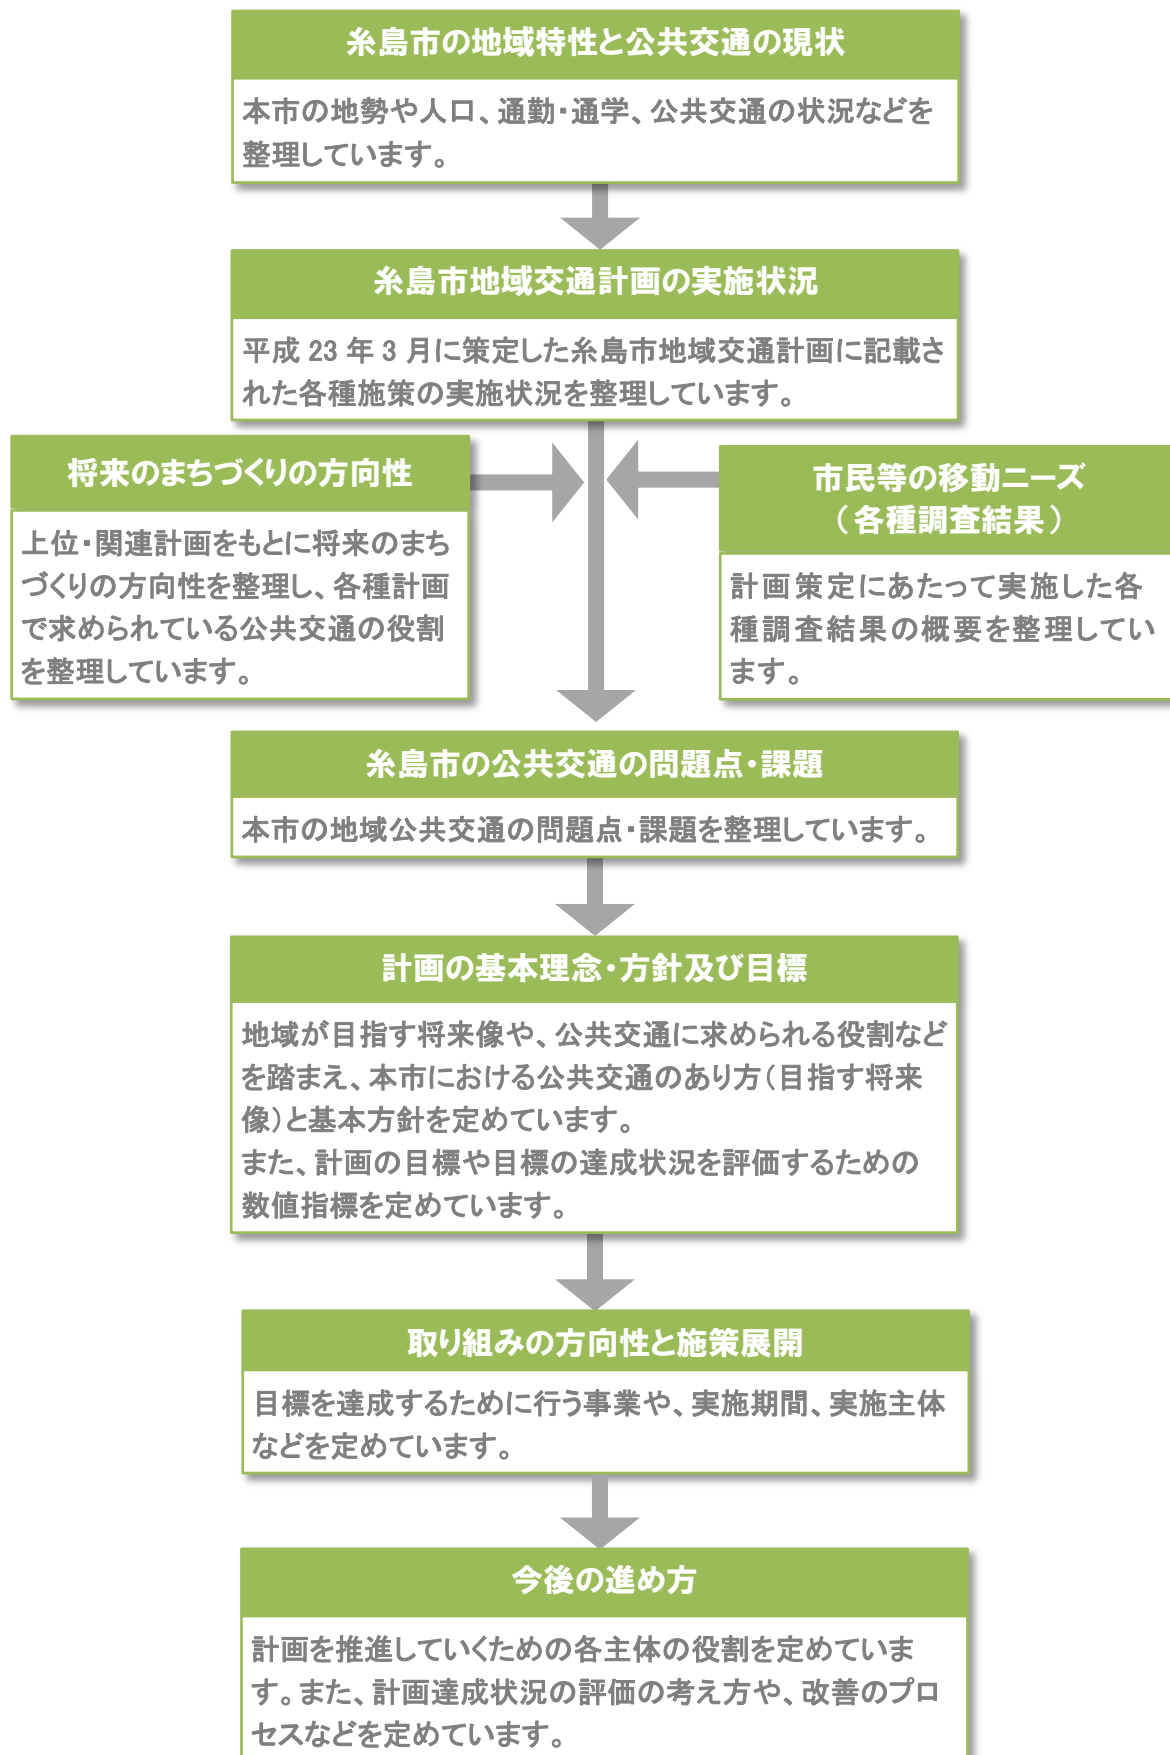 糸島市の地域特性と公共交通の現状
本市の地勢や人口、通勤・通学、公共交通の状況などを
整理しています。
糸島市地域交通計画の実施状況
平成 23 年 3 月に策定した糸島市地域交通計画に記載さ
れた各種施策の実施状況を整理しています。
将来のまちづくりの方向性
上位・関連計画をもとに将来のまち
づくりの方向性を整理し、各種計画
で求められている公共交通の役割
を整理しています。
市民等の移動ニーズ
（各種調査結果）
計画策定にあたって実施した各
種調査結果の概要を整理してい
ます。
糸島市の公共交通の問題点・課題
本市の地域公共交通の問題点・課題を整理しています。
計画の基本理念・方針及び目標
地域が目指す将来像や、公共交通に求められる役割など
を踏まえ、本市における公共交通のあり方（目指す将来
像）と基本方針を定めています。
また、計画の目標や目標の達成状況を評価するための
数値指標を定めています。
取り組みの方向性と施策展開
目標を達成するために行う事業や、実施期間、実施主体
などを定めています。
今後の進め方
計画を推進していくための各主体の役割を定めていま
す。また、計画達成状況の評価の考え方や、改善のプロ
セスなどを定めています。